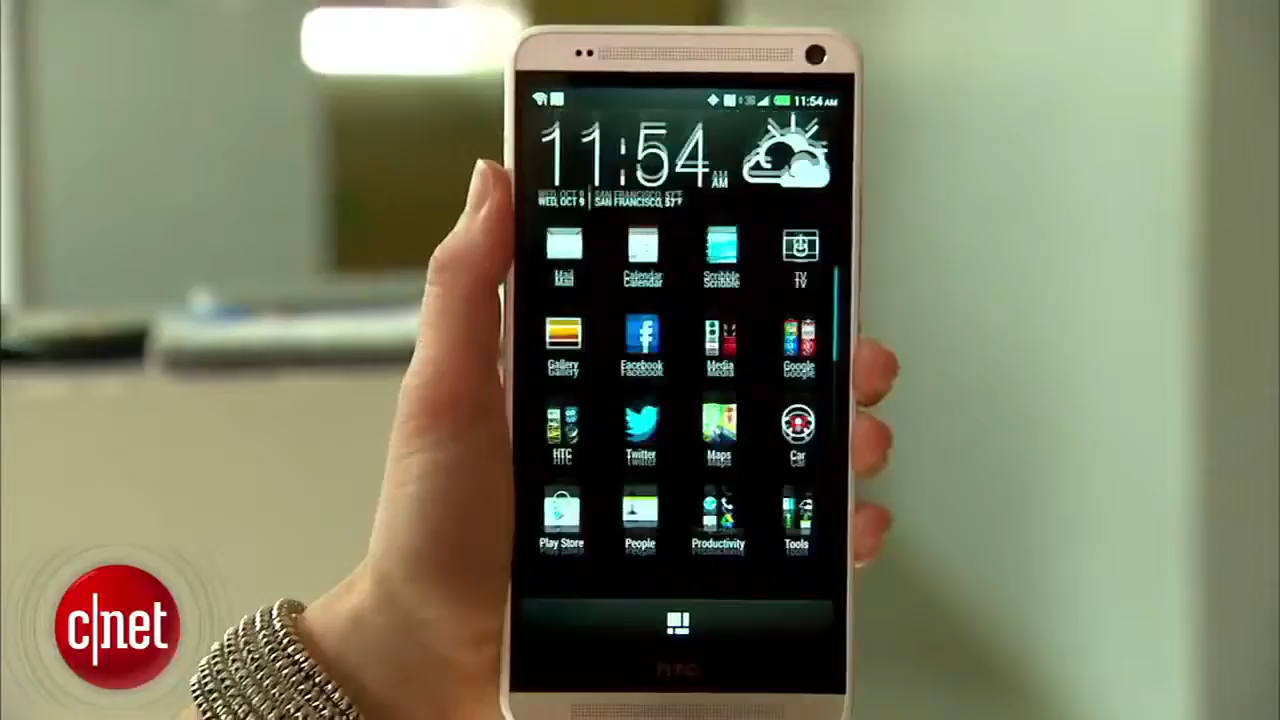 11:54 AM
11:54 AM
WED, OCT 9 | SAN FRANCISCO, 57°F
Mail Calendar Scribble TV
Gallery Facebook Media Google
HTC Twitter Maps Car
Play Store People Productivity Tools
hTC
c|net